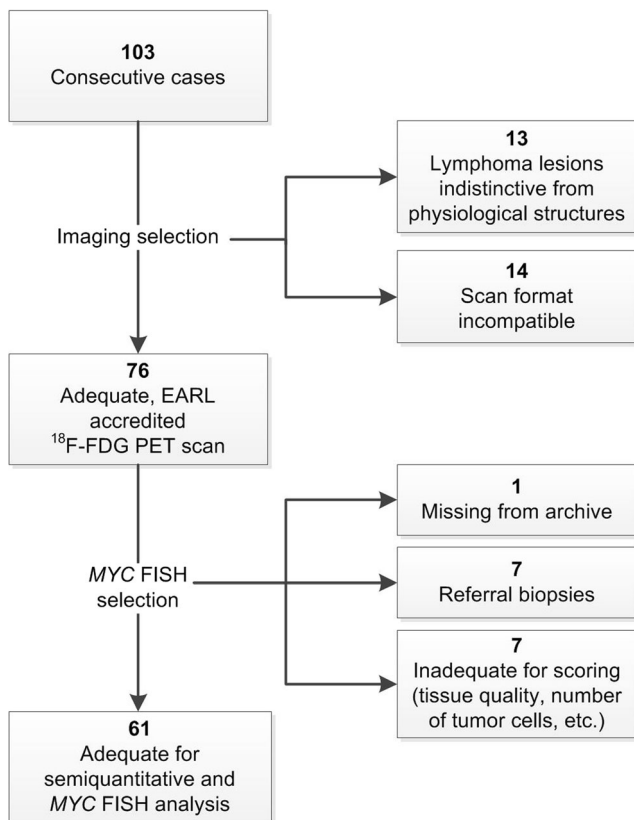 103
Consecutive cases
13
Lymphoma lesions
indistinctive from
physiological structures
Imaging selection
14
Scan format
incompatible
76
Adequate, EARL
accredited
¹⁸F-FDG PET scan
1
Missing from archive
MYC FISH
selection
7
Referral biopsies
7
Inadequate for scoring
(tissue quality, number
of tumor cells, etc.)
61
Adequate for
semiquantitative and
MYC FISH analysis